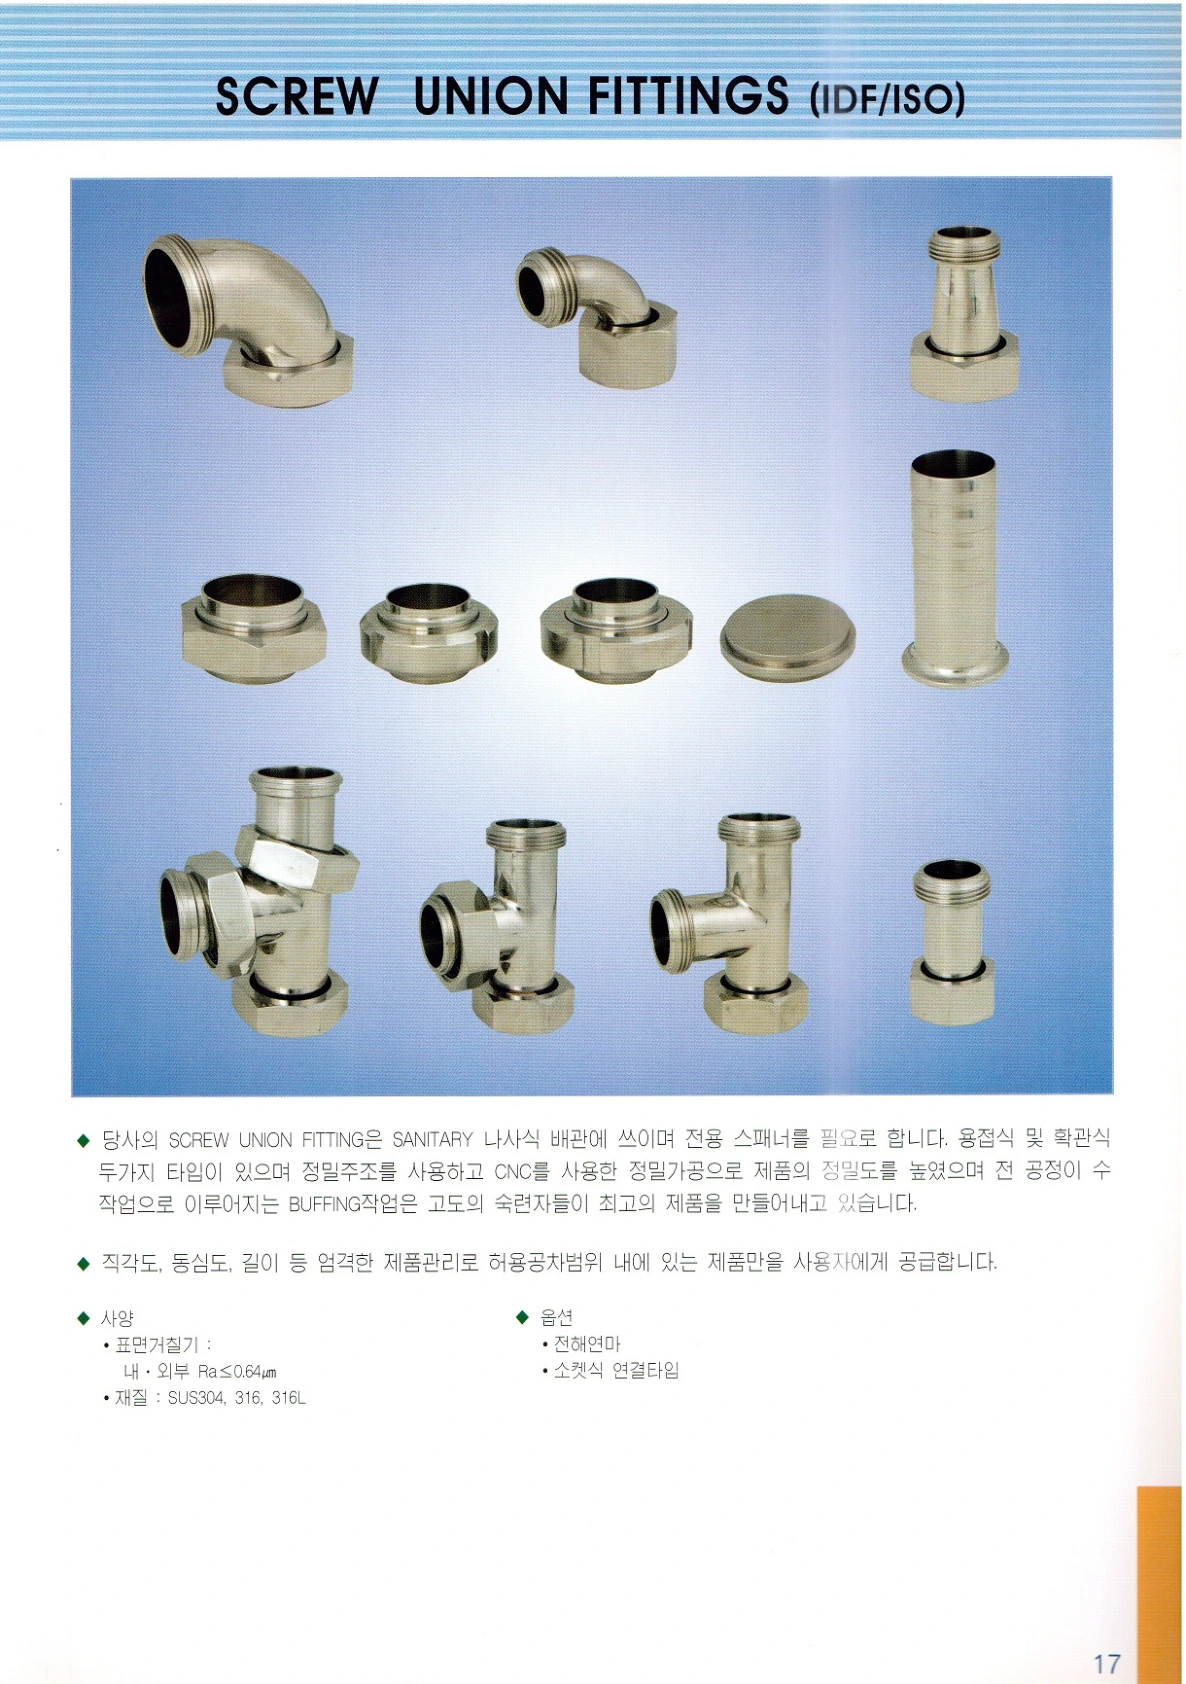 SCREW UNION FITTINGS (IDF/ISO)
◆ 당사의 SCREW UNION FITTING은 SANITARY 나사식 배관에 쓰이며 전용 스패너를 필요로 합니다. 용접식 및 확관식
두가지 타입이 있으며 정밀주조를 사용하고 CNC를 사용한 정밀가공으로 제품의 정밀도를 높였으며 전 공정이 수
작업으로 이루어지는 BUFFING작업은 고도의 숙련자들이 최고의 제품을 만들어내고 있습니다.
◆ 직각도, 동심도, 길이 등 엄격한 제품관리로 허용공차범위 내에 있는 제품만을 사용자에게 공급합니다.
◆ 사양
• 표면거칠기 :
내・외부 Ra≤0.64㎛
• 재질 : SUS304, 316, 316L
◆ 옵션
• 전해연마
• 소켓식 연결타입
17